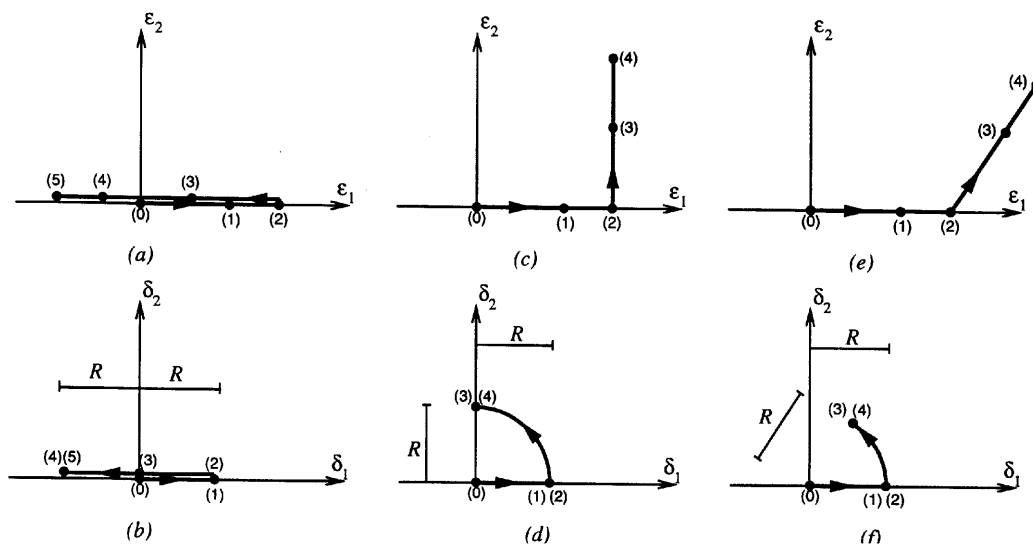 ε2
(5) (4) (3)
(0) (1) (2) ε1
(a)
ε2
(4)
(3)
(0) (1) (2) ε1
(c)
ε2
(4)
(3)
(0) (1) (2) ε1
(e)
δ2
R R
(4)(5) (3) (2)
(0) (1) δ1
(b)
δ2
R
(3) (4)
R
(0) (1) (2) δ1
(d)
δ2
R
(3) (4)
R
(0) (1) (2) δ1
(f)